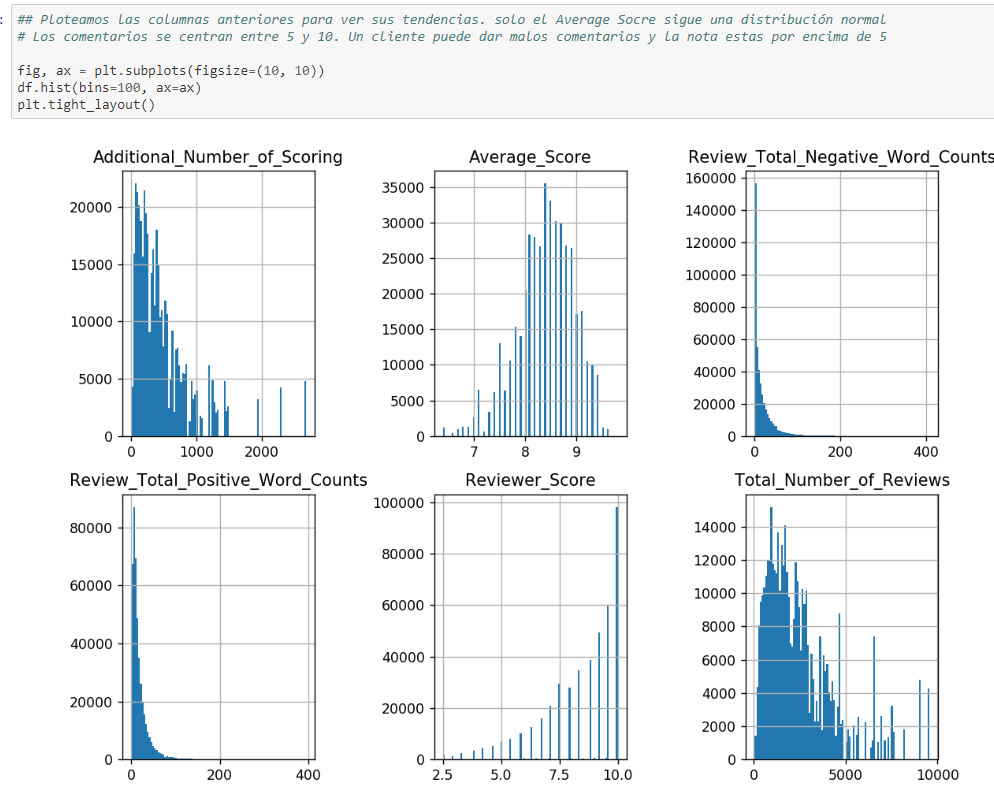 :
## Ploteamos las columnas anteriores para ver sus tendencias. solo el Average Socre sigue una distribución normal
# Los comentarios se centran entre 5 y 10. Un cliente puede dar malos comentarios y la nota estas por encima de 5
fig, ax = plt.subplots(figsize=(10, 10))
df.hist(bins=100, ax=ax)
plt.tight_layout()
Additional_Number_of_Scoring
20000
15000
10000
5000
0
0 1000 2000
Average_Score
35000
30000
25000
20000
15000
10000
5000
0
7 8 9
Review_Total_Negative_Word_Counts
160000
140000
120000
100000
80000
60000
40000
20000
0
0 200 400
Review_Total_Positive_Word_Counts
80000
60000
40000
20000
0
0 200 400
Reviewer_Score
100000
80000
60000
40000
20000
0
2.5 5.0 7.5 10.0
Total_Number_of_Reviews
14000
12000
10000
8000
6000
4000
2000
0
0 5000 10000